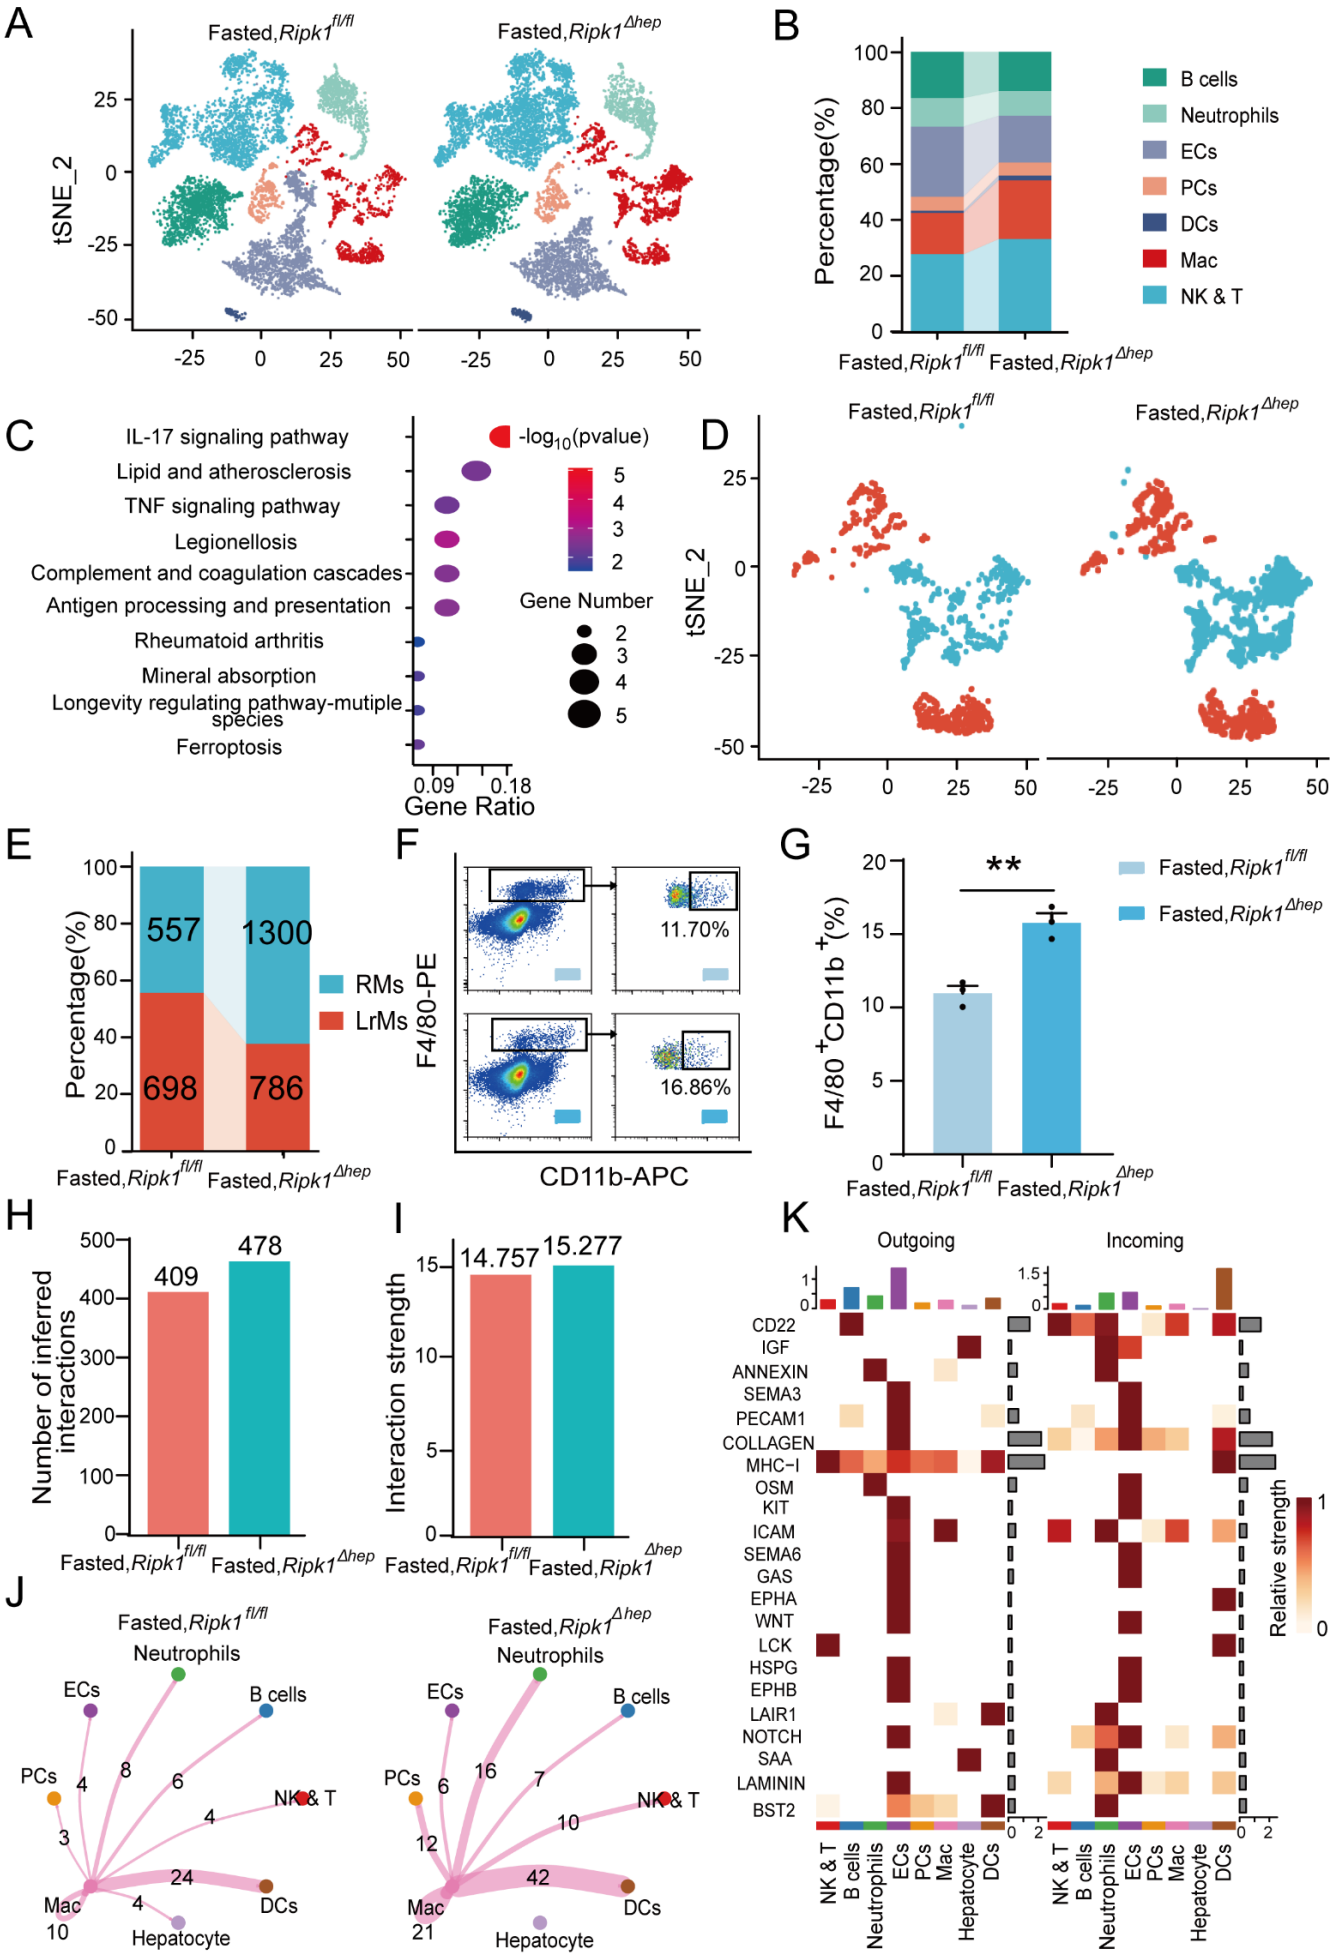 A
Fasted,Ripk1fl/fl
Fasted,RipK1Δhep
tSNE_2
25
0
-25
-50
-25 0 25 50
-25 0 25 50
B
Percentage(%)
100
80
60
40
20
0
Fasted,Ripk1fl/fl Fasted,Ripk1Δhep
B cells
Neutrophils
ECs
PCs
DCs
Mac
NK & T
C
IL-17 signaling pathway
Lipid and atherosclerosis
TNF signaling pathway
Legionellosis
Complement and coagulation cascades
Antigen processing and presentation
Rheumatoid arthritis
Mineral absorption
Longevity regulating pathway-mutiple
species
Ferroptosis
0.09 0.18
Gene Ratio
-log10(pvalue)
5
4
3
2
Gene Number
2
3
4
5
D
Fasted,Ripk1fl/fl
Fasted,Ripk1Δhep
tSNE_2
25
0
-25
-50
-25 0 25 50
-25 0 25 50
E
Percentage(%)
100
80
60
40
20
0
557 1300
698 786
Fasted,Ripk1fl/fl Fasted,Ripk1Δhep
RMs
LrMs
F
F4/80-PE
11.70%
16.86%
CD11b-APC
G
F4/80+CD11b+(%)
20
15
10
5
0
**
Fasted,Ripk1fl/fl Fasted,Ripk1Δhep
Fasted,Ripk1fl/fl
Fasted,Ripk1Δhep
H
Number of inferred
interactions
500
400
300
200
100
0
409
478
Fasted,Ripk1fl/fl Fasted,Ripk1Δhep
I
Interaction strength
15
10
5
0
14.757 15.277
Fasted,Ripk1fl/fl Fasted,Ripk1Δhep
J
Fasted,Ripk1fl/fl
Neutrophils
ECs
B cells
PCs
NK & T
Mac
DCs
Hepatocyte
4
8
6
4
3
24
4
10
Fasted,Ripk1Δhep
Neutrophils
ECs
B cells
PCs
NK & T
Mac
DCs
Hepatocyte
6
16
7
10
12
42
21
K
Outgoing
Incoming
1
0
1.5
0
CD22
IGF
ANNEXIN
SEMA3
PECAM1
COLLAGEN
MHC-I
OSM
KIT
ICAM
SEMA6
GAS
EPHA
WNT
LCK
HSPG
EPHB
LAIR1
NOTCH
SAA
LAMININ
BST2
0 2
0 2
NK & T
B cells
Neutrophils
ECs
PCs
Mac
Hepatocyte
DCs
NK & T
B cells
Neutrophils
ECs
PCs
Mac
Hepatocyte
DCs
Relative strength
1
0